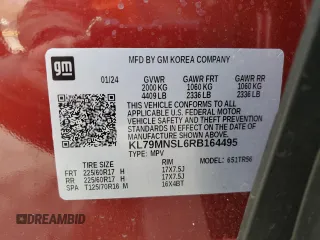 gm
MFD BY GM KOREA COMPANY
01/24 GVWR GAWR FRT GAWR RR
2000 KG 1060 KG 1060 KG
4409 LB 2336 LB 2336 LB
THIS VEHICLE CONFORMS TO ALL
APPLICABLE U.S. FEDERAL MOTOR
VEHICLE SAFETY, BUMPER, AND THEFT
PREVENTION STANDARDS IN EFFECT ON
THE DATE OF MANUFACTURE SHOWN ABOVE.
KL79MNSL6RB164495
TYPE: MPV MODEL: 651TR56
TIRE SIZE RIM
FRT 225/60R17 H 17X7.5J
RR 225/60R17 H 17X7.5J
SPA T125/70R16 M 16X4BT
DREAMBID